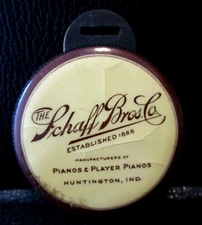 THE
Schaff Bros. Co.
ESTABLISHED 1868
MANUFACTURERS OF
PIANOS & PLAYER PIANOS
HUNTINGTON, IND.